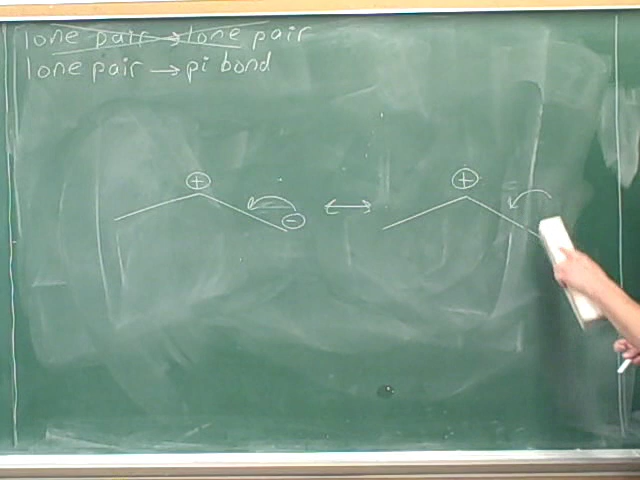 lone pair → lone pair
lone pair → pi bond
+ - ↔ +